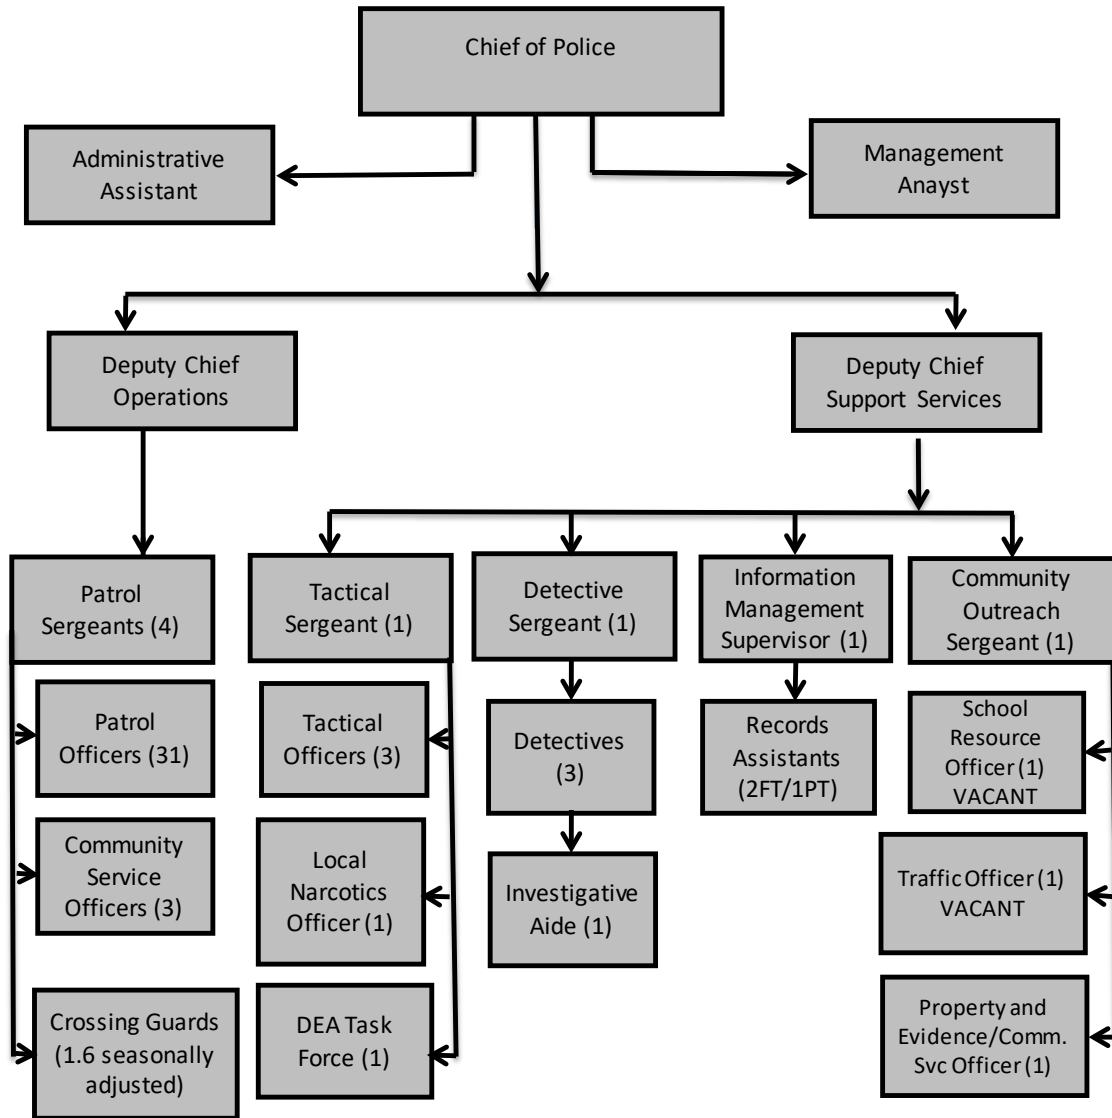 Chief of Police
Administrative
Assistant
Management
Anayst
Deputy Chief
Operations
Deputy Chief
Support Services
Patrol
Sergeants (4)
Tactical
Sergeant (1)
Detective
Sergeant (1)
Information
Management
Supervisor (1)
Community
Outreach
Sergeant (1)
Patrol
Officers (31)
Tactical
Officers (3)
Detectives
(3)
Records
Assistants
(2FT/1PT)
School
Resource
Officer (1)
VACANT
Community
Service
Officers (3)
Local
Narcotics
Officer (1)
Investigative
Aide (1)
Traffic Officer (1)
VACANT
Crossing Guards
(1.6 seasonally
adjusted)
DEA Task
Force (1)
Property and
Evidence/Comm.
Svc Officer (1)